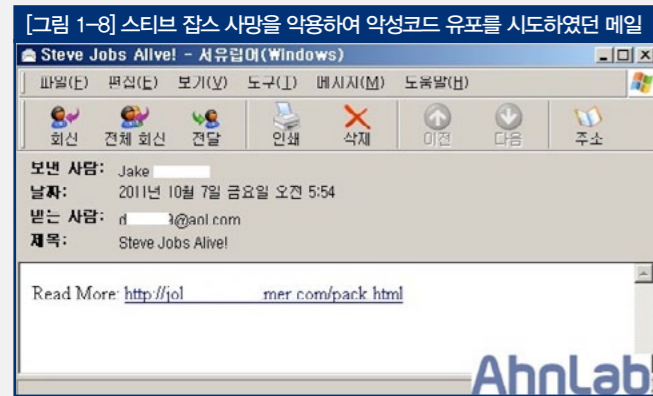 [그림 1-8] 스티브 잡스 사망을 악용하여 악성코드 유포를 시도하였던 메일
Steve Jobs Alive! - 서유럽어(Windows)
파일(F) 편집(E) 보기(V) 도구(T) 메시지(M) 도움말(H)
회신 전체 회신 전달 인쇄 삭제 이전 다음 주소
보낸 사람: Jake
날짜: 2011년 10월 7일 금요일 오전 5:54
받는 사람: d @aol.com
제목: Steve Jobs Alive!
Read More: http://jol mer.com/pack.html
AhnLab